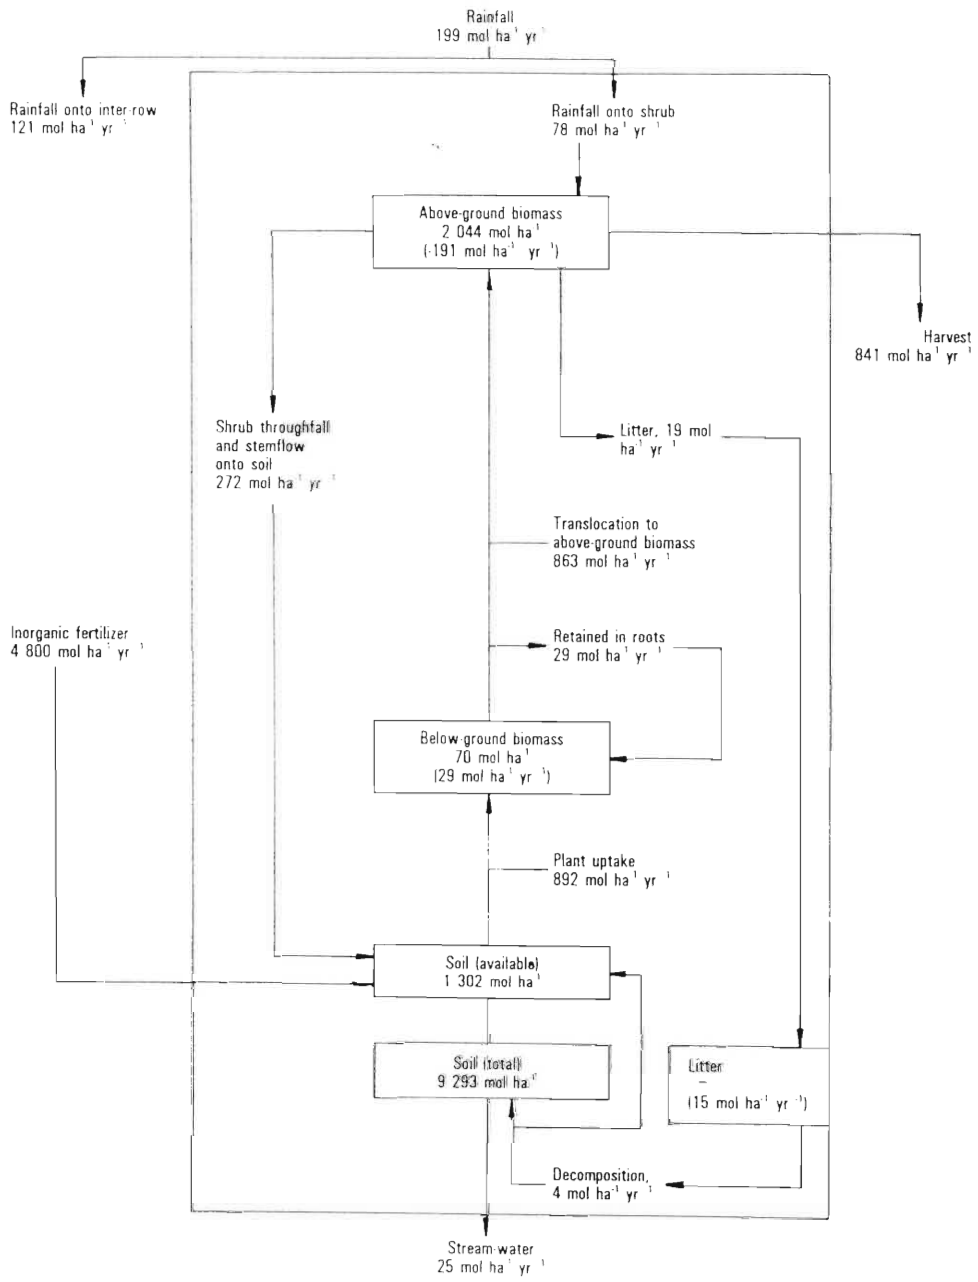 Rainfall
199 mol ha⁻¹ yr⁻¹
Rainfall onto inter-row
121 mol ha⁻¹ yr⁻¹
Rainfall onto shrub
78 mol ha⁻¹ yr⁻¹
Above-ground biomass
2 044 mol ha⁻¹
(-191 mol ha⁻¹ yr⁻¹)
Harvest
841 mol ha⁻¹ yr⁻¹
Shrub throughfall
and stemflow
onto soil
272 mol ha⁻¹ yr⁻¹
Litter, 19 mol
ha⁻¹ yr⁻¹
Translocation to
above-ground biomass
863 mol ha⁻¹ yr⁻¹
Inorganic fertilizer
4 800 mol ha⁻¹ yr⁻¹
Retained in roots
29 mol ha⁻¹ yr⁻¹
Below-ground biomass
70 mol ha⁻¹
(29 mol ha⁻¹ yr⁻¹)
Plant uptake
892 mol ha⁻¹ yr⁻¹
Soil (available)
1 302 mol ha⁻¹
Soil (total)
9 293 mol ha⁻¹
Litter
–
(15 mol ha⁻¹ yr⁻¹)
Decomposition,
4 mol ha⁻¹ yr⁻¹
Stream-water
25 mol ha⁻¹ yr⁻¹